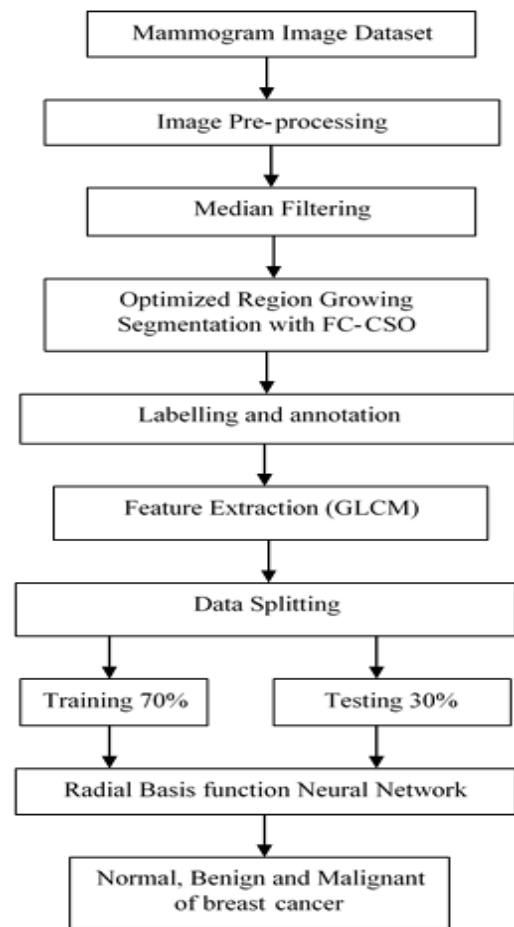 Mammogram Image Dataset
Image Pre-processing
Median Filtering
Optimized Region Growing
Segmentation with FC-CSO
Labelling and annotation
Feature Extraction (GLCM)
Data Splitting
Training 70%
Testing 30%
Radial Basis function Neural Network
Normal, Benign and Malignant
of breast cancer